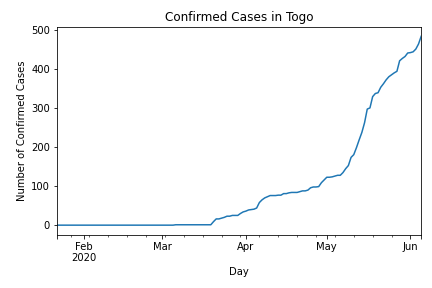 Confirmed Cases in Togo
Number of Confirmed Cases
500
400
300
200
100
0
Feb
2020
Mar
Apr
May
Jun
Day